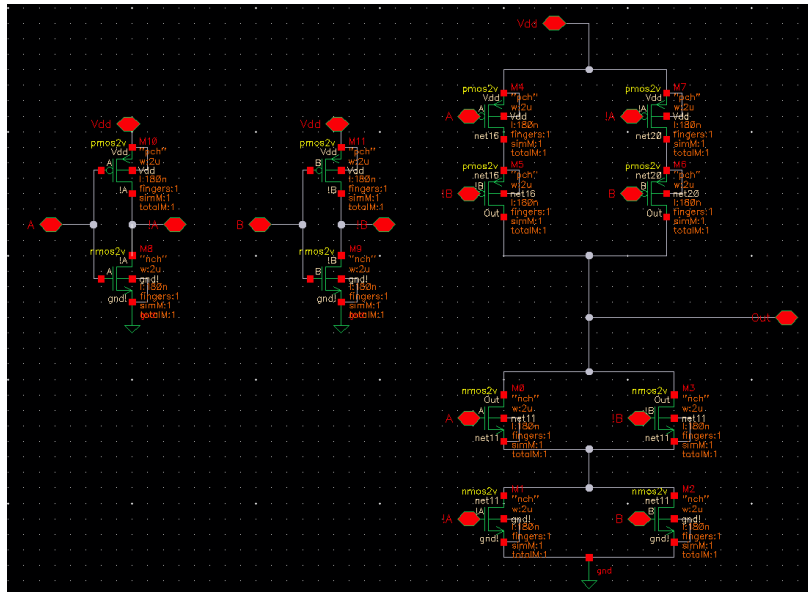 Vdd
pmos2v
Vdd
M4
"pch"
w:2u
A
A
Vdd
l:180n
fingers:1
simM:1
totalM:1
net16
pmos2v
Vdd
M7
"pch"
w:2u
!A
!A
Vdd
l:180n
fingers:1
simM:1
totalM:1
net20
Vdd
pmos2v
Vdd
M10
"pch"
w:2u
A
Vdd
l:180n
fingers:1
simM:1
totalM:1
!A
Vdd
pmos2v
Vdd
M11
"pch"
w:2u
B
Vdd
l:180n
fingers:1
simM:1
totalM:1
!B
pmos2v
net16
M5
"pch"
w:2u
!B
!B
net16
l:180n
fingers:1
simM:1
totalM:1
Out
pmos2v
net20
M6
"pch"
w:2u
B
B
net20
l:180n
fingers:1
simM:1
totalM:1
Out
A
!A
B
!B
nmos2v
!A
M8
"nch"
w:2u
A
gnd!
l:180n
fingers:1
simM:1
totalM:1
gnd!
nmos2v
!B
M9
"nch"
w:2u
B
gnd!
l:180n
fingers:1
simM:1
totalM:1
gnd!
Out
nmos2v
Out
M0
"nch"
w:2u
A
A
net11
l:180n
fingers:1
simM:1
totalM:1
net11
nmos2v
Out
M3
"nch"
w:2u
!B
!B
net11
l:180n
fingers:1
simM:1
totalM:1
net11
nmos2v
net11
M1
"nch"
w:2u
!A
!A
gnd!
l:180n
fingers:1
simM:1
totalM:1
gnd!
nmos2v
net11
M2
"nch"
w:2u
B
B
gnd!
l:180n
fingers:1
simM:1
totalM:1
gnd!
gnd